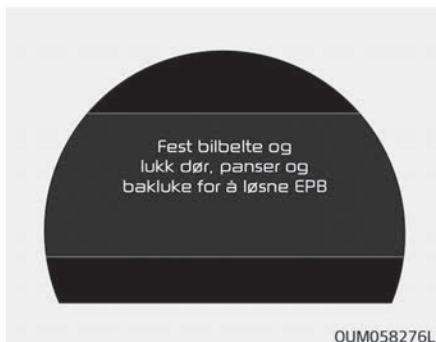 Fest bilbelte og
lukk dør, panser og
bakluke for å løsne EPB
OUM058276L